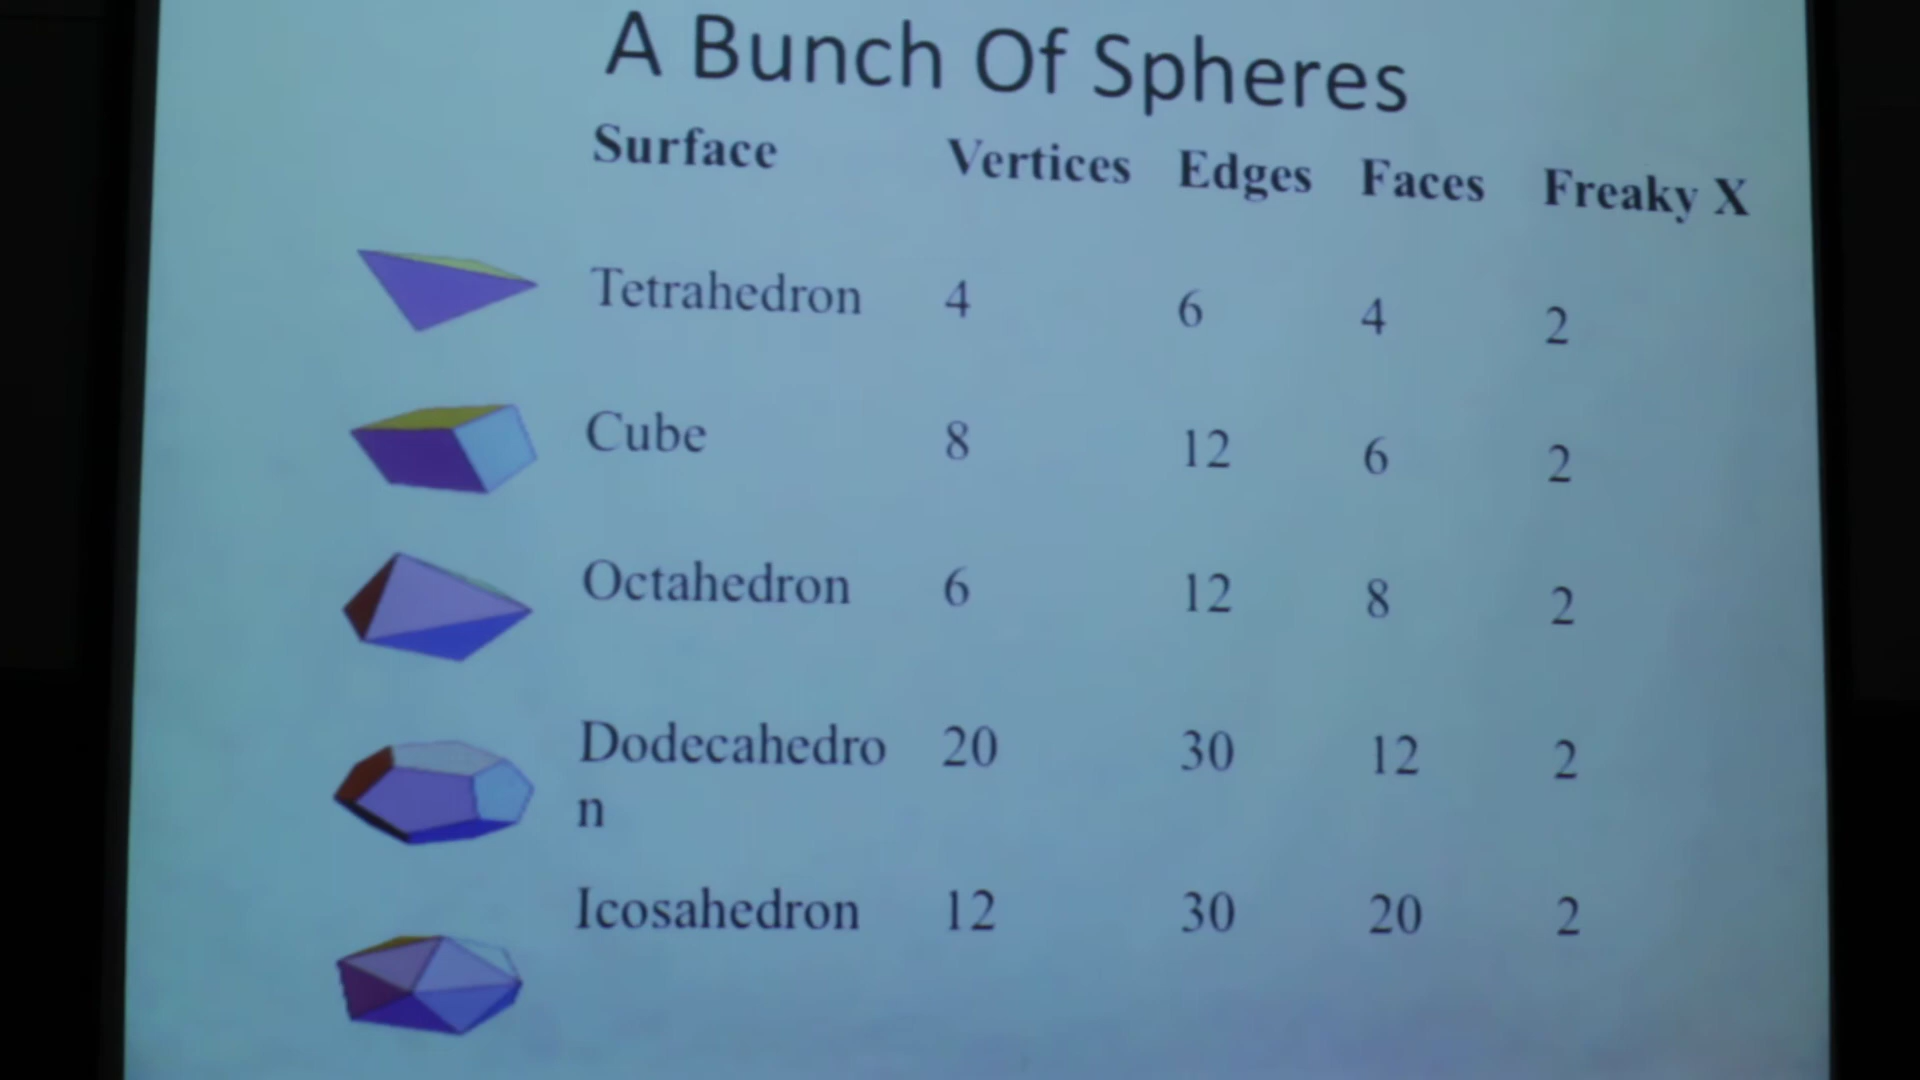 A Bunch Of Spheres
Surface Vertices Edges Faces Freaky X
Tetrahedron 4 6 4 2
Cube 8 12 6 2
Octahedron 6 12 8 2
Dodecahedro 20 30 12 2
n
Icosahedron 12 30 20 2